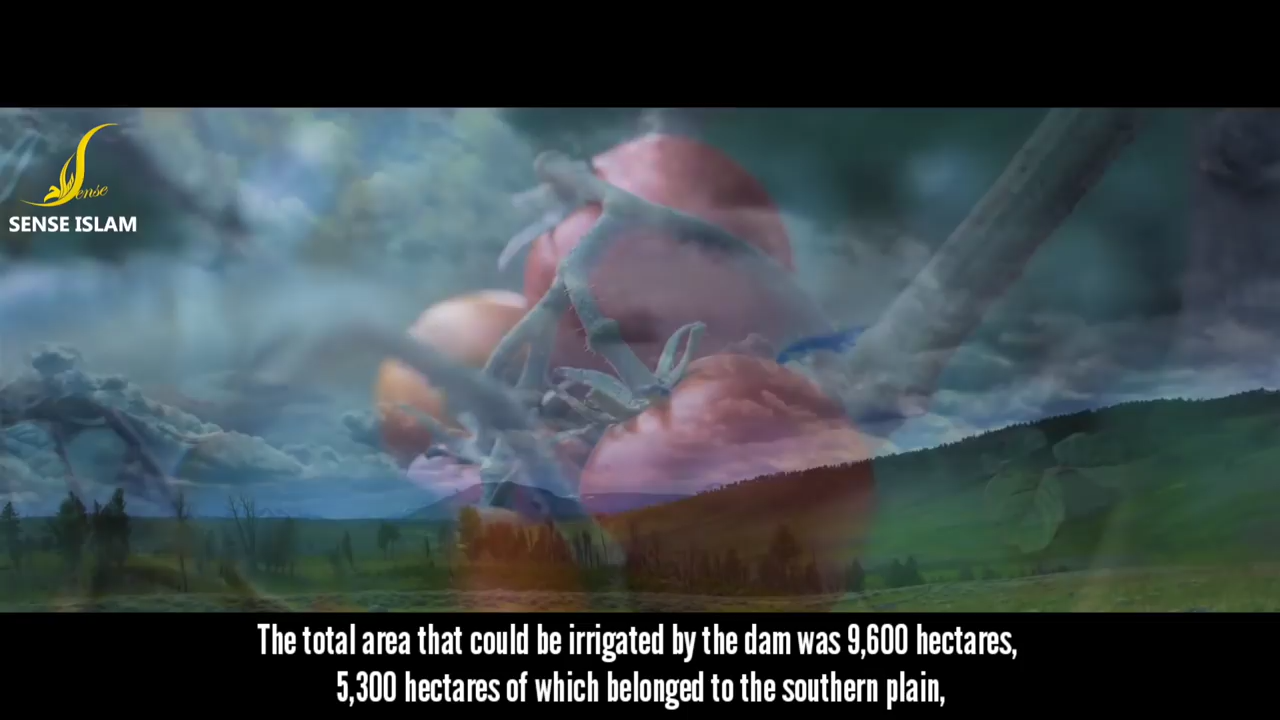 ense
SENSE ISLAM
The total area that could be irrigated by the dam was 9,600 hectares,
5,300 hectares of which belonged to the southern plain,